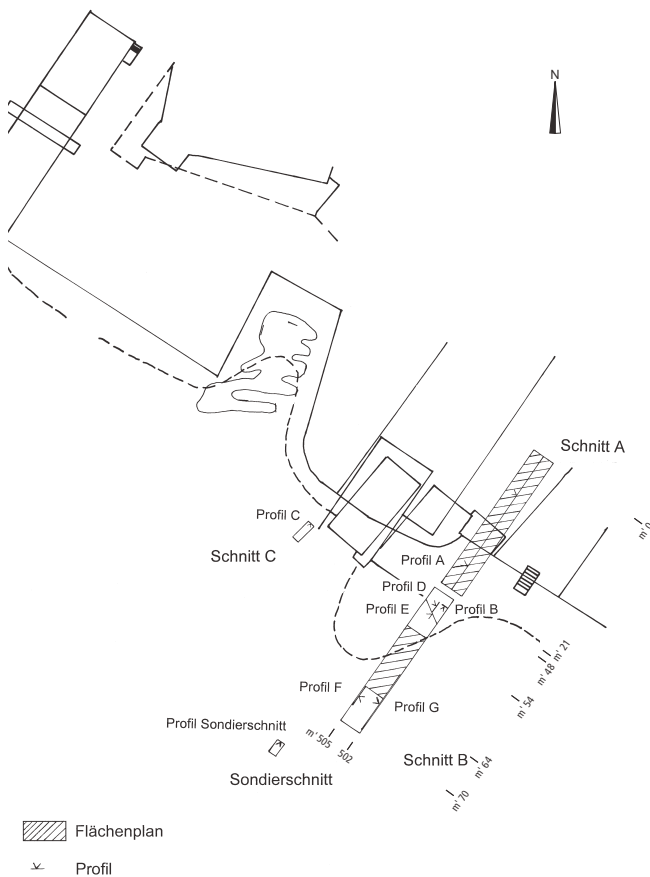 N
Schnitt A
m' 0
Profil C
Schnitt C
Profil A
Profil D
Profil E
Profil B
m' 21
m' 48
m' 54
Profil F
Profil G
Profil Sondierschnitt
m' 505
502
Schnitt B
m' 64
Sondierschnitt
m' 70
Flächenplan
Profil